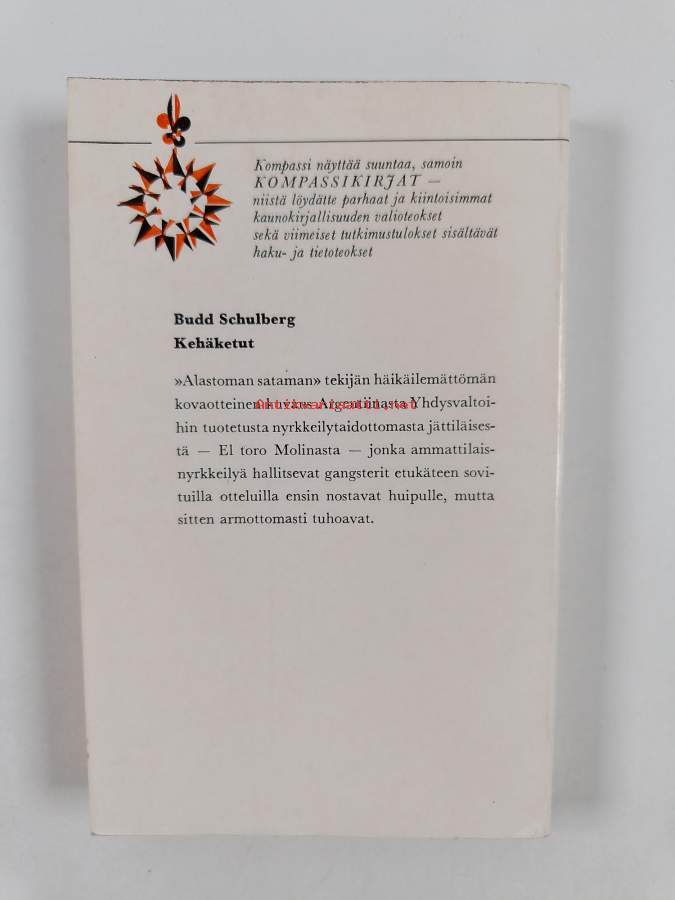 Kompassi näyttää suuntaa, samoin
KOMPASSIKIRJAT —
niistä löydätte parhaat ja kiintoisimmat
kaunokirjallisuuden valioteokset
sekä viimeiset tutkimustulokset sisältävät
haku- ja tietoteokset
Budd Schulberg
Kehäketut
»Alastoman sataman» tekijän häikäilemättömän
kovaotteinen kuvaus Argentiinasta Yhdysvaltoi-
Antikvariaatit.net
hin tuotetusta nyrkkeilytaidottomasta jättiläises-
tä — El toro Molinasta — jonka ammattilais-
nyrkkeilyä hallitsevat gangsterit etukäteen sovi-
tuilla otteluilla ensin nostavat huipulle, mutta
sitten armottomasti tuhoavat.